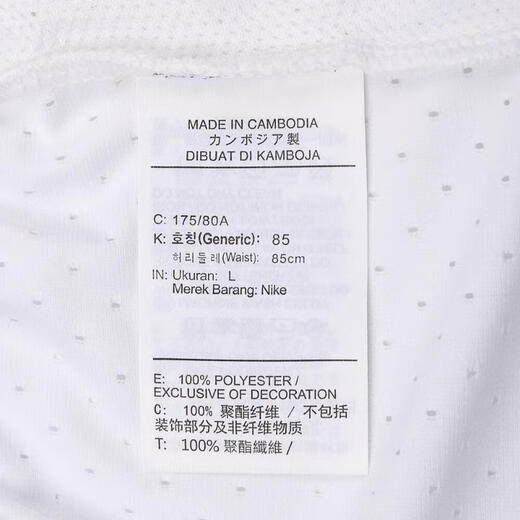 MADE IN CAMBODIA
カンボジア製
DIBUAT DI KAMBOJA
C: 175/80A
K: 호칭(Generic): 85
허리둘레(Waist): 85cm
IN: Ukuran: L
Merek Barang: Nike
E: 100% POLYESTER /
EXCLUSIVE OF DECORATION
C: 100% 聚酯纤维 / 不包括
装饰部分及非纤维物质
T: 100% 聚酯纖維 /